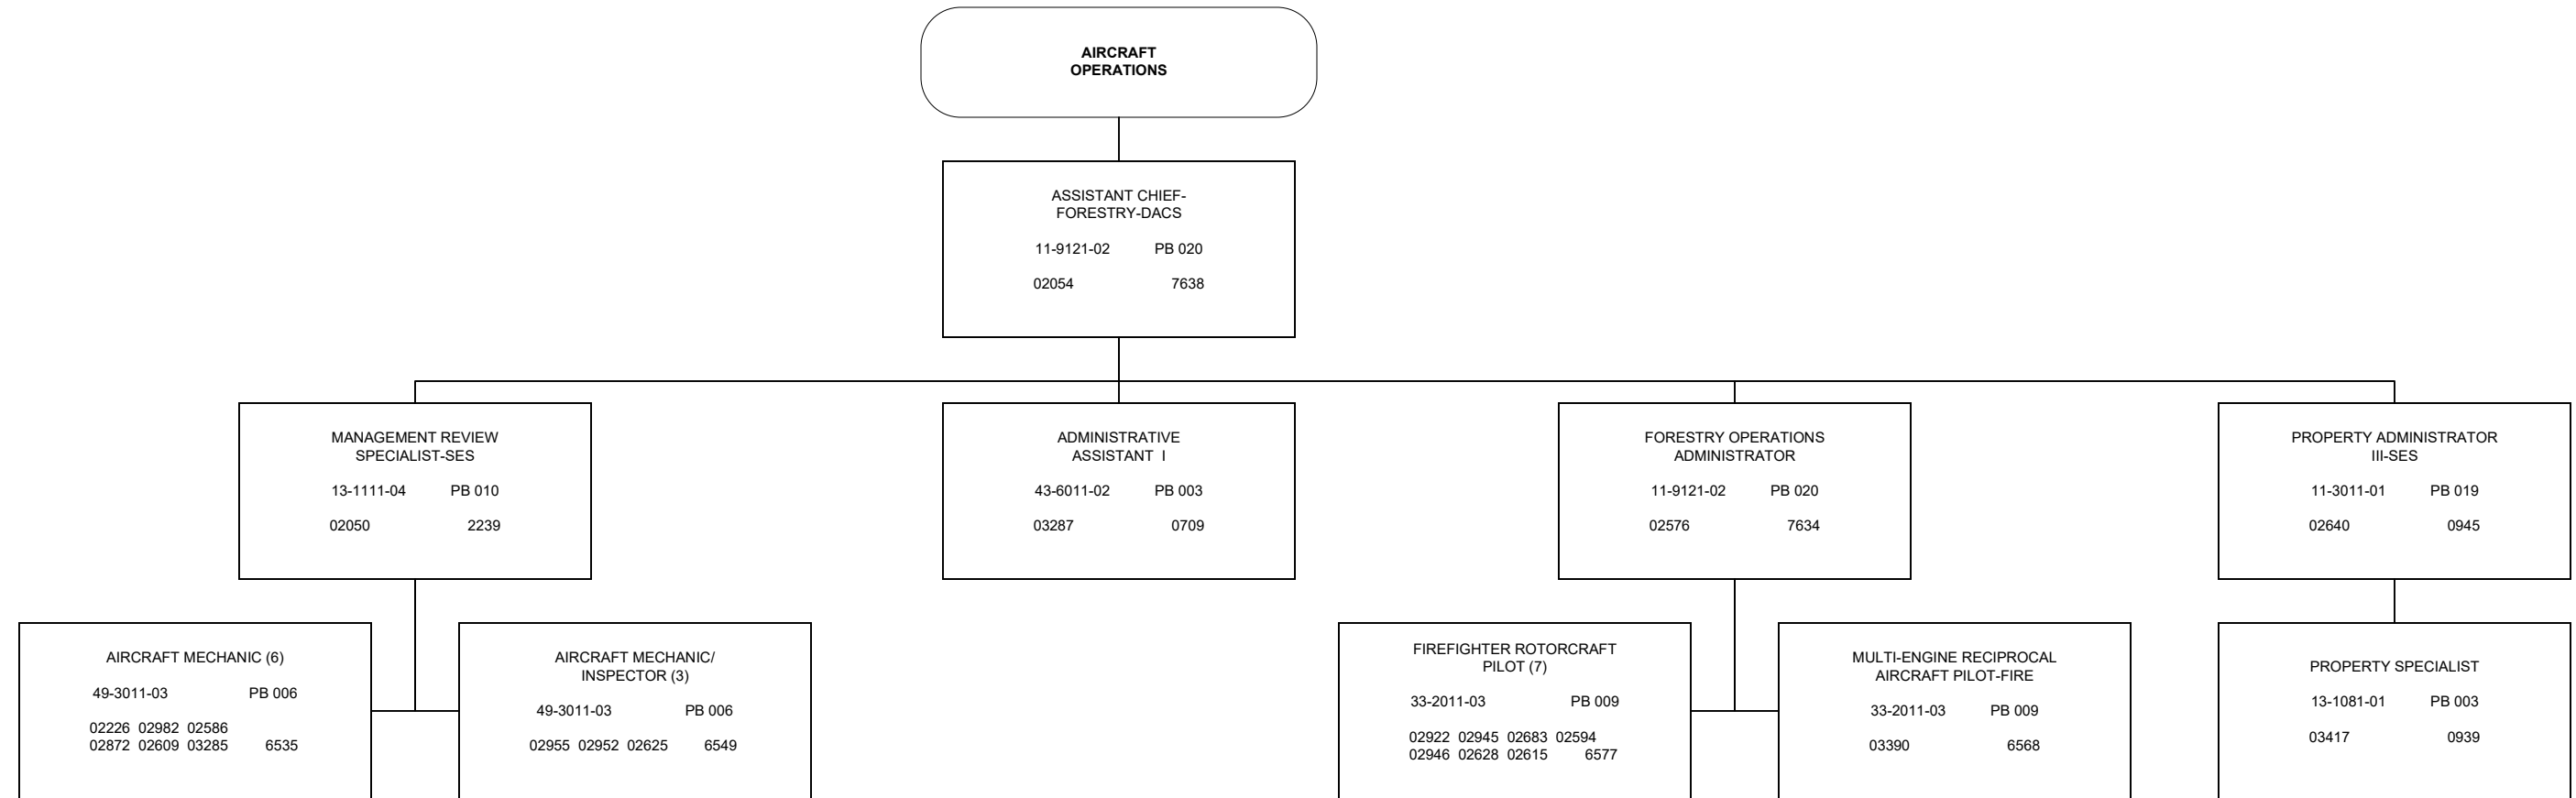 AIRCRAFT
OPERATIONS
ASSISTANT CHIEF-
FORESTRY-DACS
11-9121-02 PB 020
02054 7638
MANAGEMENT REVIEW
SPECIALIST-SES
13-1111-04 PB 010
02050 2239
ADMINISTRATIVE
ASSISTANT I
43-6011-02 PB 003
03287 0709
FORESTRY OPERATIONS
ADMINISTRATOR
11-9121-02 PB 020
02576 7634
PROPERTY ADMINISTRATOR
III-SES
11-3011-01 PB 019
02640 0945
AIRCRAFT MECHANIC (6)
49-3011-03 PB 006
02226 02982 02586
02872 02609 03285 6535
AIRCRAFT MECHANIC/
INSPECTOR (3)
49-3011-03 PB 006
02955 02952 02625 6549
FIREFIGHTER ROTORCRAFT
PILOT (7)
33-2011-03 PB 009
02922 02945 02683 02594
02946 02628 02615 6577
MULTI-ENGINE RECIPROCAL
AIRCRAFT PILOT-FIRE
33-2011-03 PB 009
03390 6568
PROPERTY SPECIALIST
13-1081-01 PB 003
03417 0939